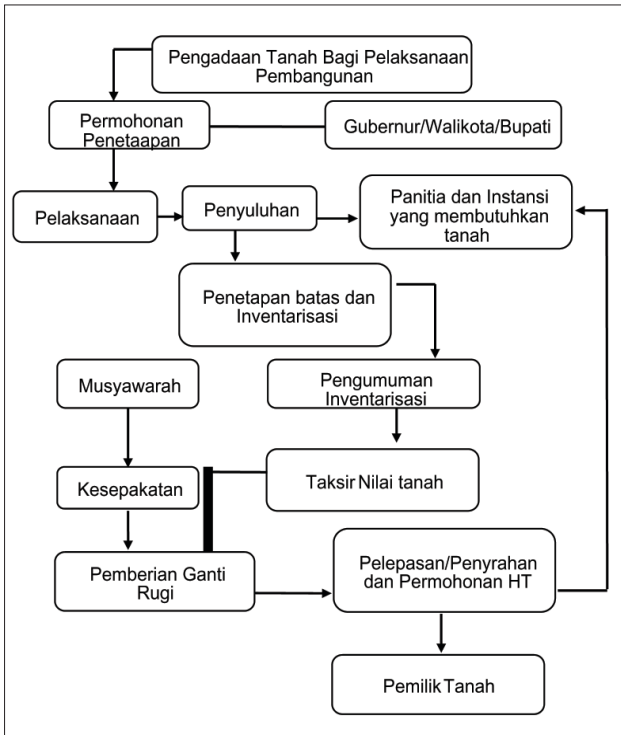 Pengadaan Tanah Bagi Pelaksanaan
Pembangunan
Permohonan
Penetaapan
Gubernur/Walikota/Bupati
Pelaksanaan
Penyuluhan
Panitia dan Instansi
yang membutuhkan
tanah
Penetapan batas dan
Inventarisasi
Musyawarah
Pengumuman
Inventarisasi
Kesepakatan
Taksir Nilai tanah
Pemberian Ganti
Rugi
Pelepasan/Penyrahan
dan Permohonan HT
Pemilik Tanah